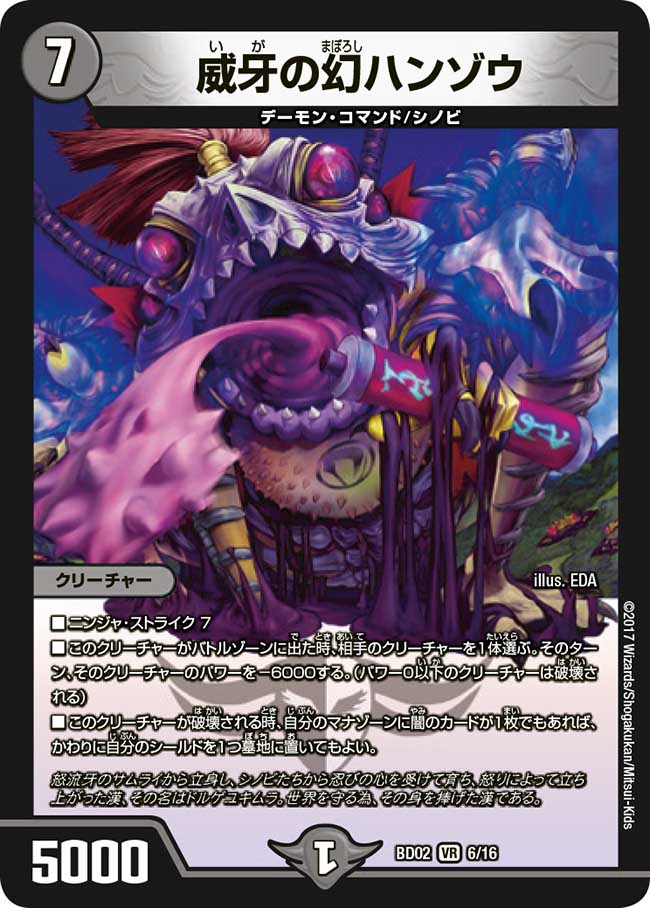 7
威牙の幻ハンゾウ
いが まぼろし
デーモン・コマンド/シノビ
クリーチャー
illus. EDA
■ニンジャ・ストライク 7
■このクリーチャーがバトルゾーンに出た時、相手のクリーチャーを1体選ぶ。そのター
ン、そのクリーチャーのパワーを-6000する。(パワー0以下のクリーチャーは破壊さ
れる)
■このクリーチャーが破壊される時、自分のマナゾーンに闇のカードが1枚でもあれば、
かわりに自分のシールドを1つ墓地に置いてもよい。
怒流牙のサムライから立身し、シノビたちから忍びの心を受けて育ち、怒りによって立ち
上がった漢、その名はドルゲユキムラ。世界を守る為、その身を捧げた漢である。
©2017 Wizards/Shogakukan/Mitsui-Kids
5000
1
BD02 VR 6/16